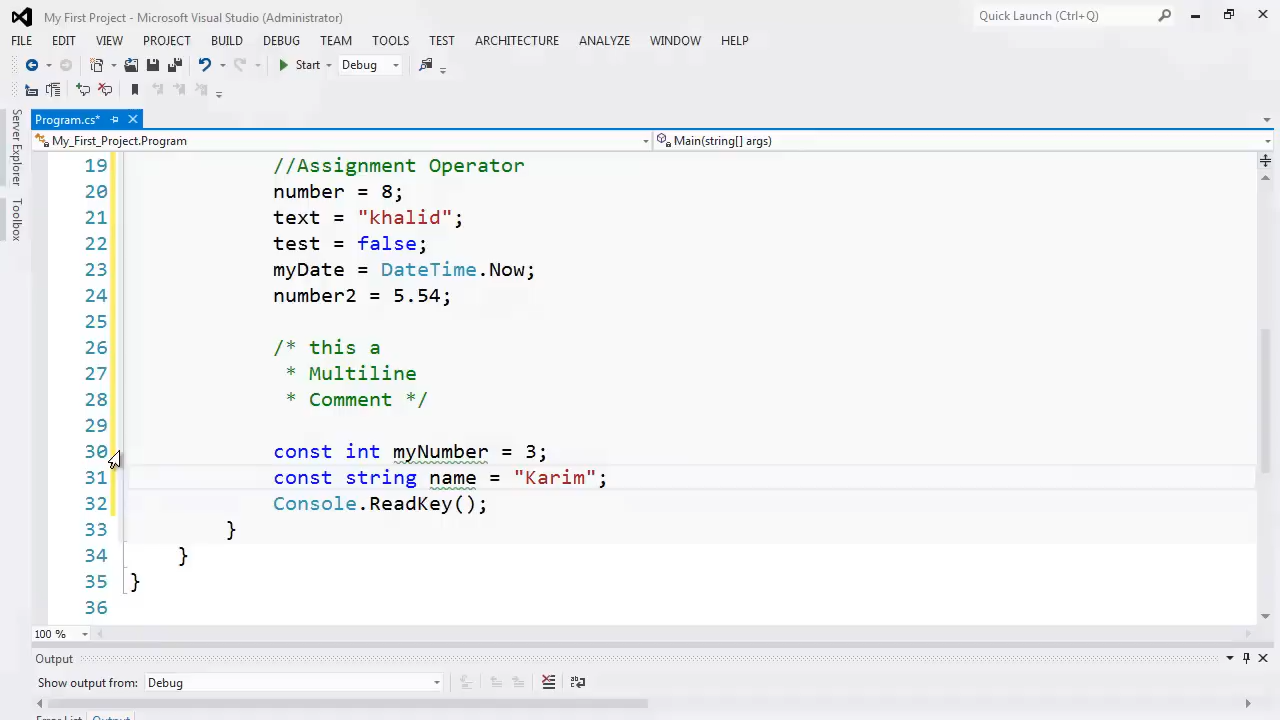 My First Project - Microsoft Visual Studio (Administrator)
Quick Launch (Ctrl+Q)
FILE EDIT VIEW PROJECT BUILD DEBUG TEAM TOOLS TEST ARCHITECTURE ANALYZE WINDOW HELP
Start Debug
Server Explorer
Toolbox
Program.cs*
My_First_Project.Program
Main(string[] args)
19 //Assignment Operator
20 number = 8;
21 text = "khalid";
22 test = false;
23 myDate = DateTime.Now;
24 number2 = 5.54;
25
26 /* this a
27 * Multiline
28 * Comment */
29
30 const int myNumber = 3;
31 const string name = "Karim";
32 Console.ReadKey();
33 }
34 }
35 }
36
100 %
Output
Show output from: Debug
Error List Output